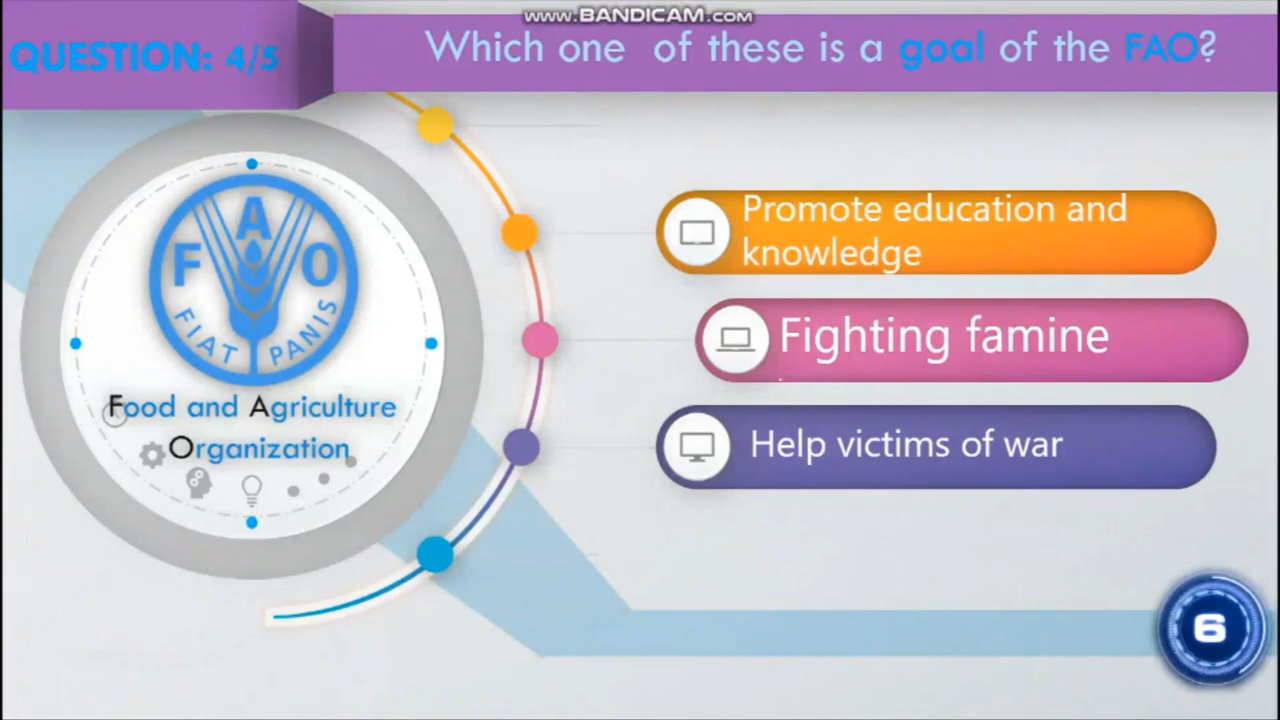 www.BANDICAM.com
QUESTION: 4/5
Which one of these is a goal of the FAO?
Promote education and
knowledge
Fighting famine
Help victims of war
F A O
FIAT PANIS
Food and Agriculture
Organization
6